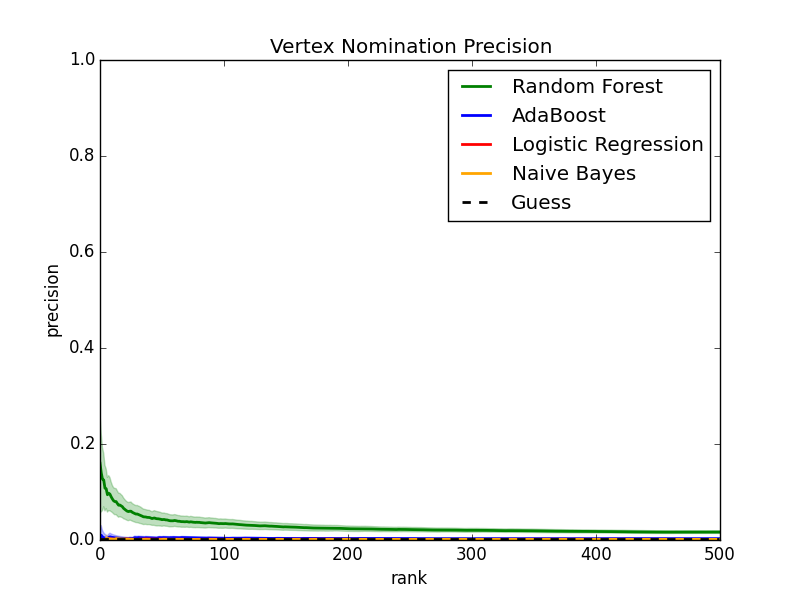 Vertex Nomination Precision
1.0
0.8
0.6
0.4
0.2
0.0
precision
Random Forest
AdaBoost
Logistic Regression
Naive Bayes
Guess
0
100
200
300
400
500
rank